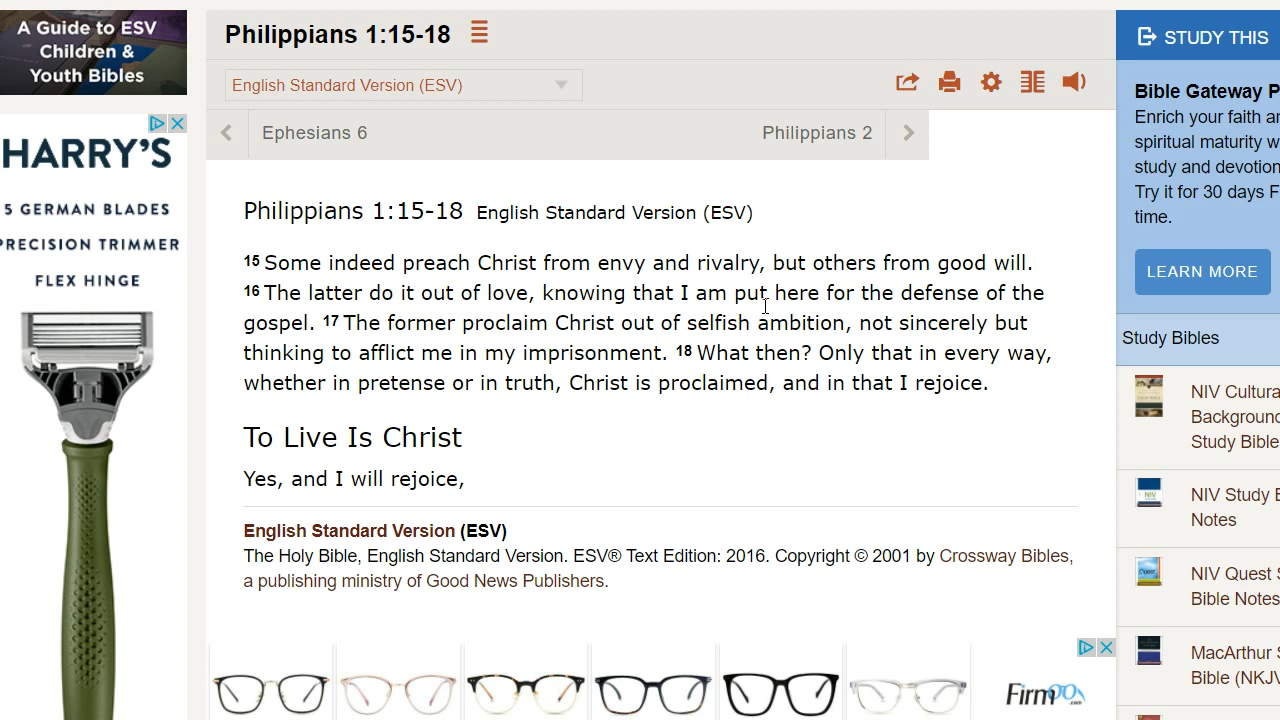 A Guide to ESV
Children &
Youth Bibles
HARRY'S
5 GERMAN BLADES
PRECISION TRIMMER
FLEX HINGE
Philippians 1:15-18
English Standard Version (ESV)
Ephesians 6
Philippians 2
Philippians 1:15-18 English Standard Version (ESV)
15 Some indeed preach Christ from envy and rivalry, but others from good will.
16 The latter do it out of love, knowing that I am put here for the defense of the
gospel. 17 The former proclaim Christ out of selfish ambition, not sincerely but
thinking to afflict me in my imprisonment. 18 What then? Only that in every way,
whether in pretense or in truth, Christ is proclaimed, and in that I rejoice.
To Live Is Christ
Yes, and I will rejoice,
English Standard Version (ESV)
The Holy Bible, English Standard Version. ESV® Text Edition: 2016. Copyright © 2001 by Crossway Bibles,
a publishing ministry of Good News Publishers.
Firmoo.com
STUDY THIS
Bible Gateway P
Enrich your faith a
spiritual maturity w
study and devotion
Try it for 30 days F
time.
LEARN MORE
Study Bibles
NIV Cultura
Background
Study Bible
NIV Study B
Notes
NIV Quest S
Bible Notes
MacArthur S
Bible (NKJV